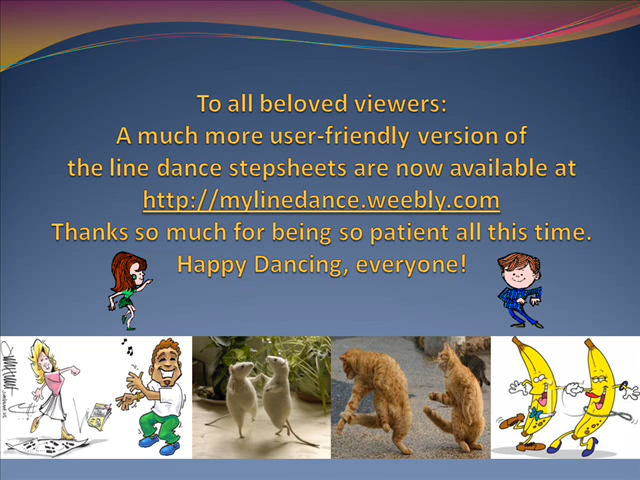 To all beloved viewers:
A much more user-friendly version of
the line dance stepsheets are now available at
http://mylinedance.weebly.com
Thanks so much for being so patient all this time.
Happy Dancing, everyone!